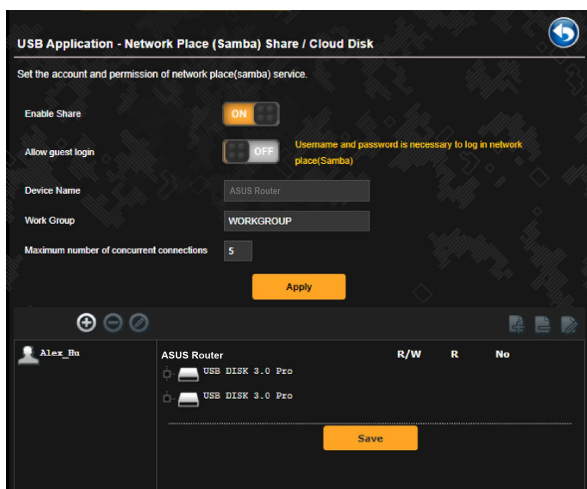 USB Application - Network Place (Samba) Share / Cloud Disk
Set the account and permission of network place(samba) service.
Enable Share
ON
Allow guest login
OFF
Username and password is necessary to log in network
place(Samba)
Device Name
ASUS Router
Work Group
WORKGROUP
Maximum number of concurrent connections
5
Apply
Alex_Hu
ASUS Router R/W R No
USB DISK 3.0 Pro
USB DISK 3.0 Pro
Save